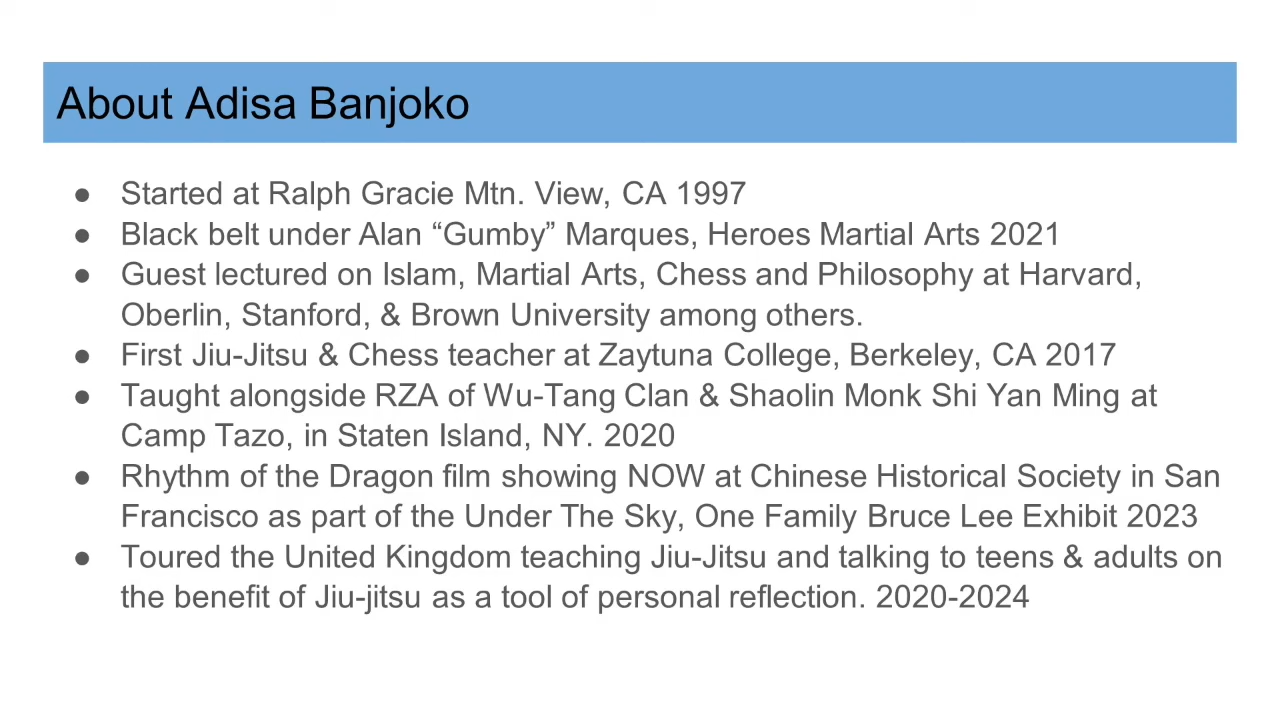 About Adisa Banjoko
● Started at Ralph Gracie Mtn. View, CA 1997
● Black belt under Alan “Gumby” Marques, Heroes Martial Arts 2021
● Guest lectured on Islam, Martial Arts, Chess and Philosophy at Harvard,
Oberlin, Stanford, & Brown University among others.
● First Jiu-Jitsu & Chess teacher at Zaytuna College, Berkeley, CA 2017
● Taught alongside RZA of Wu-Tang Clan & Shaolin Monk Shi Yan Ming at
Camp Tazo, in Staten Island, NY. 2020
● Rhythm of the Dragon film showing NOW at Chinese Historical Society in San
Francisco as part of the Under The Sky, One Family Bruce Lee Exhibit 2023
● Toured the United Kingdom teaching Jiu-Jitsu and talking to teens & adults on
the benefit of Jiu-jitsu as a tool of personal reflection. 2020-2024